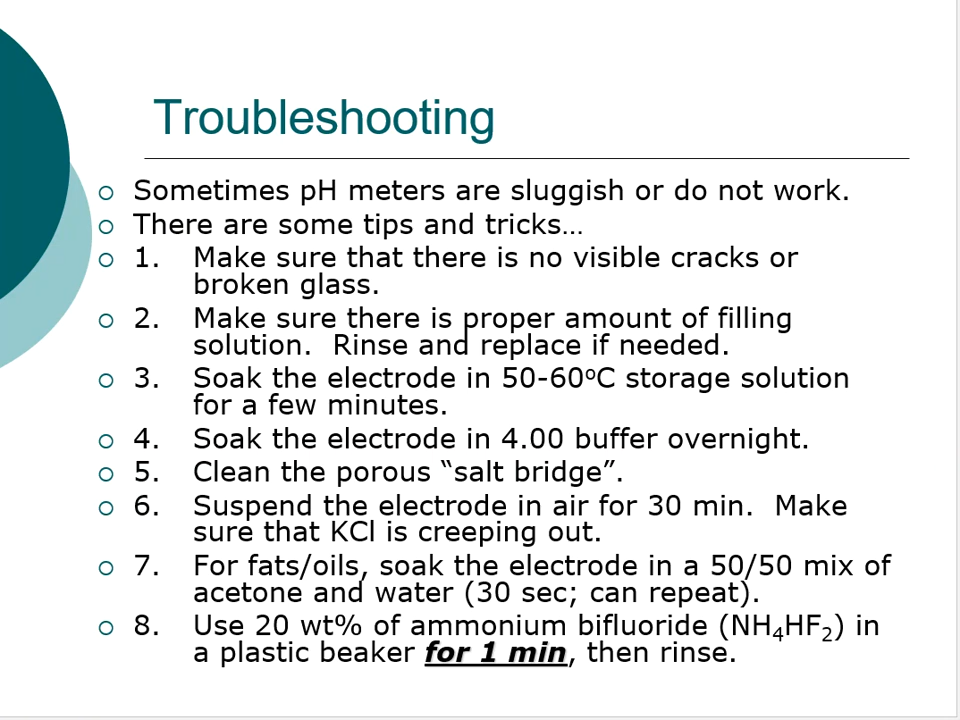 Troubleshooting
Sometimes pH meters are sluggish or do not work.
There are some tips and tricks…
1. Make sure that there is no visible cracks or
broken glass.
2. Make sure there is proper amount of filling
solution.  Rinse and replace if needed.
3. Soak the electrode in 50-60ºC storage solution
for a few minutes.
4. Soak the electrode in 4.00 buffer overnight.
5. Clean the porous “salt bridge”.
6. Suspend the electrode in air for 30 min.  Make
sure that KCl is creeping out.
7. For fats/oils, soak the electrode in a 50/50 mix of
acetone and water (30 sec; can repeat).
8. Use 20 wt% of ammonium bifluoride (NH₄HF₂) in
a plastic beaker for 1 min, then rinse.